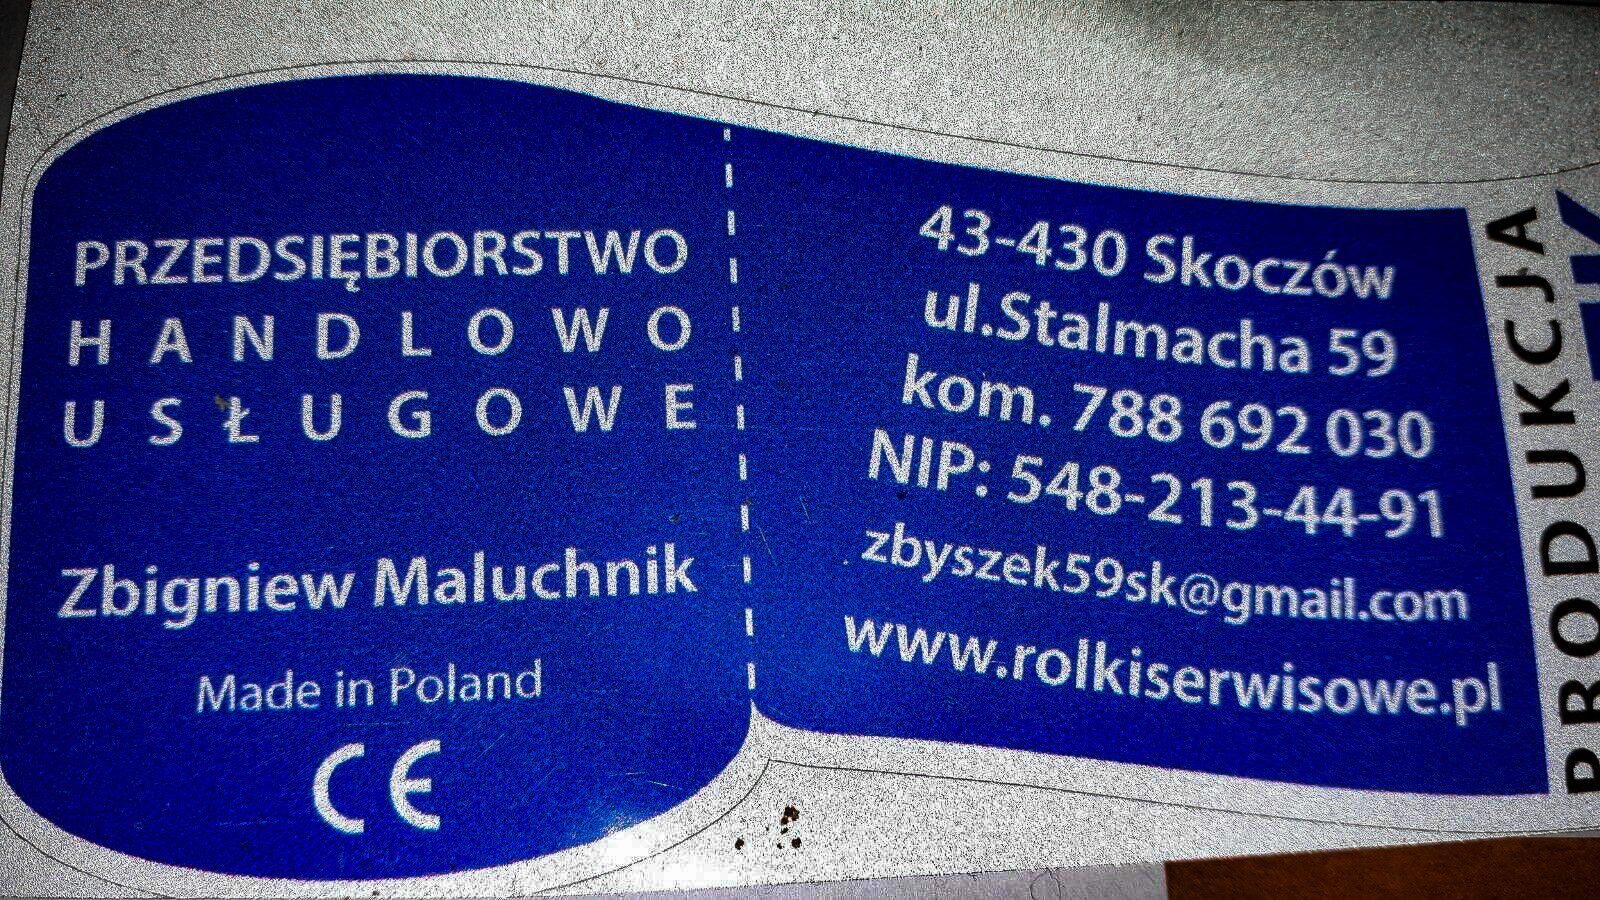 PRZEDSIĘBIORSTWO
HANDLOWO
USŁUGOWE
Zbigniew Maluchnik
Made in Poland
CE
43-430 Skoczów
ul.Stalmacha 59
kom. 788 692 030
NIP: 548-213-44-91
zbyszek59sk@gmail.com
www.rolkiserwisowe.pl
PRODUKCJA